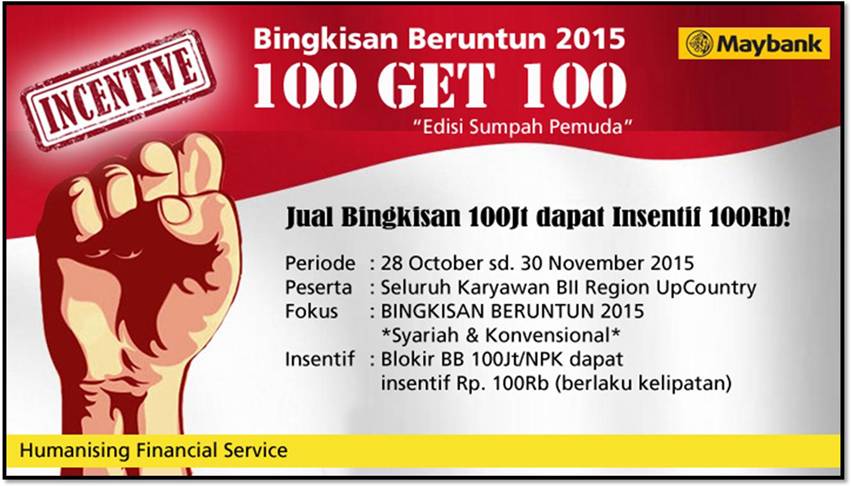 INCENTIVE
Bingkisan Beruntun 2015
Maybank
100 GET 100
"Edisi Sumpah Pemuda"
Jual Bingkisan 100Jt dapat Insentif 100Rb!
Periode : 28 October sd. 30 November 2015
Peserta : Seluruh Karyawan BII Region UpCountry
Fokus : BINGKISAN BERUNTUN 2015
*Syariah & Konvensional*
Insentif : Blokir BB 100Jt/NPK dapat
insentif Rp. 100Rb (berlaku kelipatan)
Humanising Financial Service